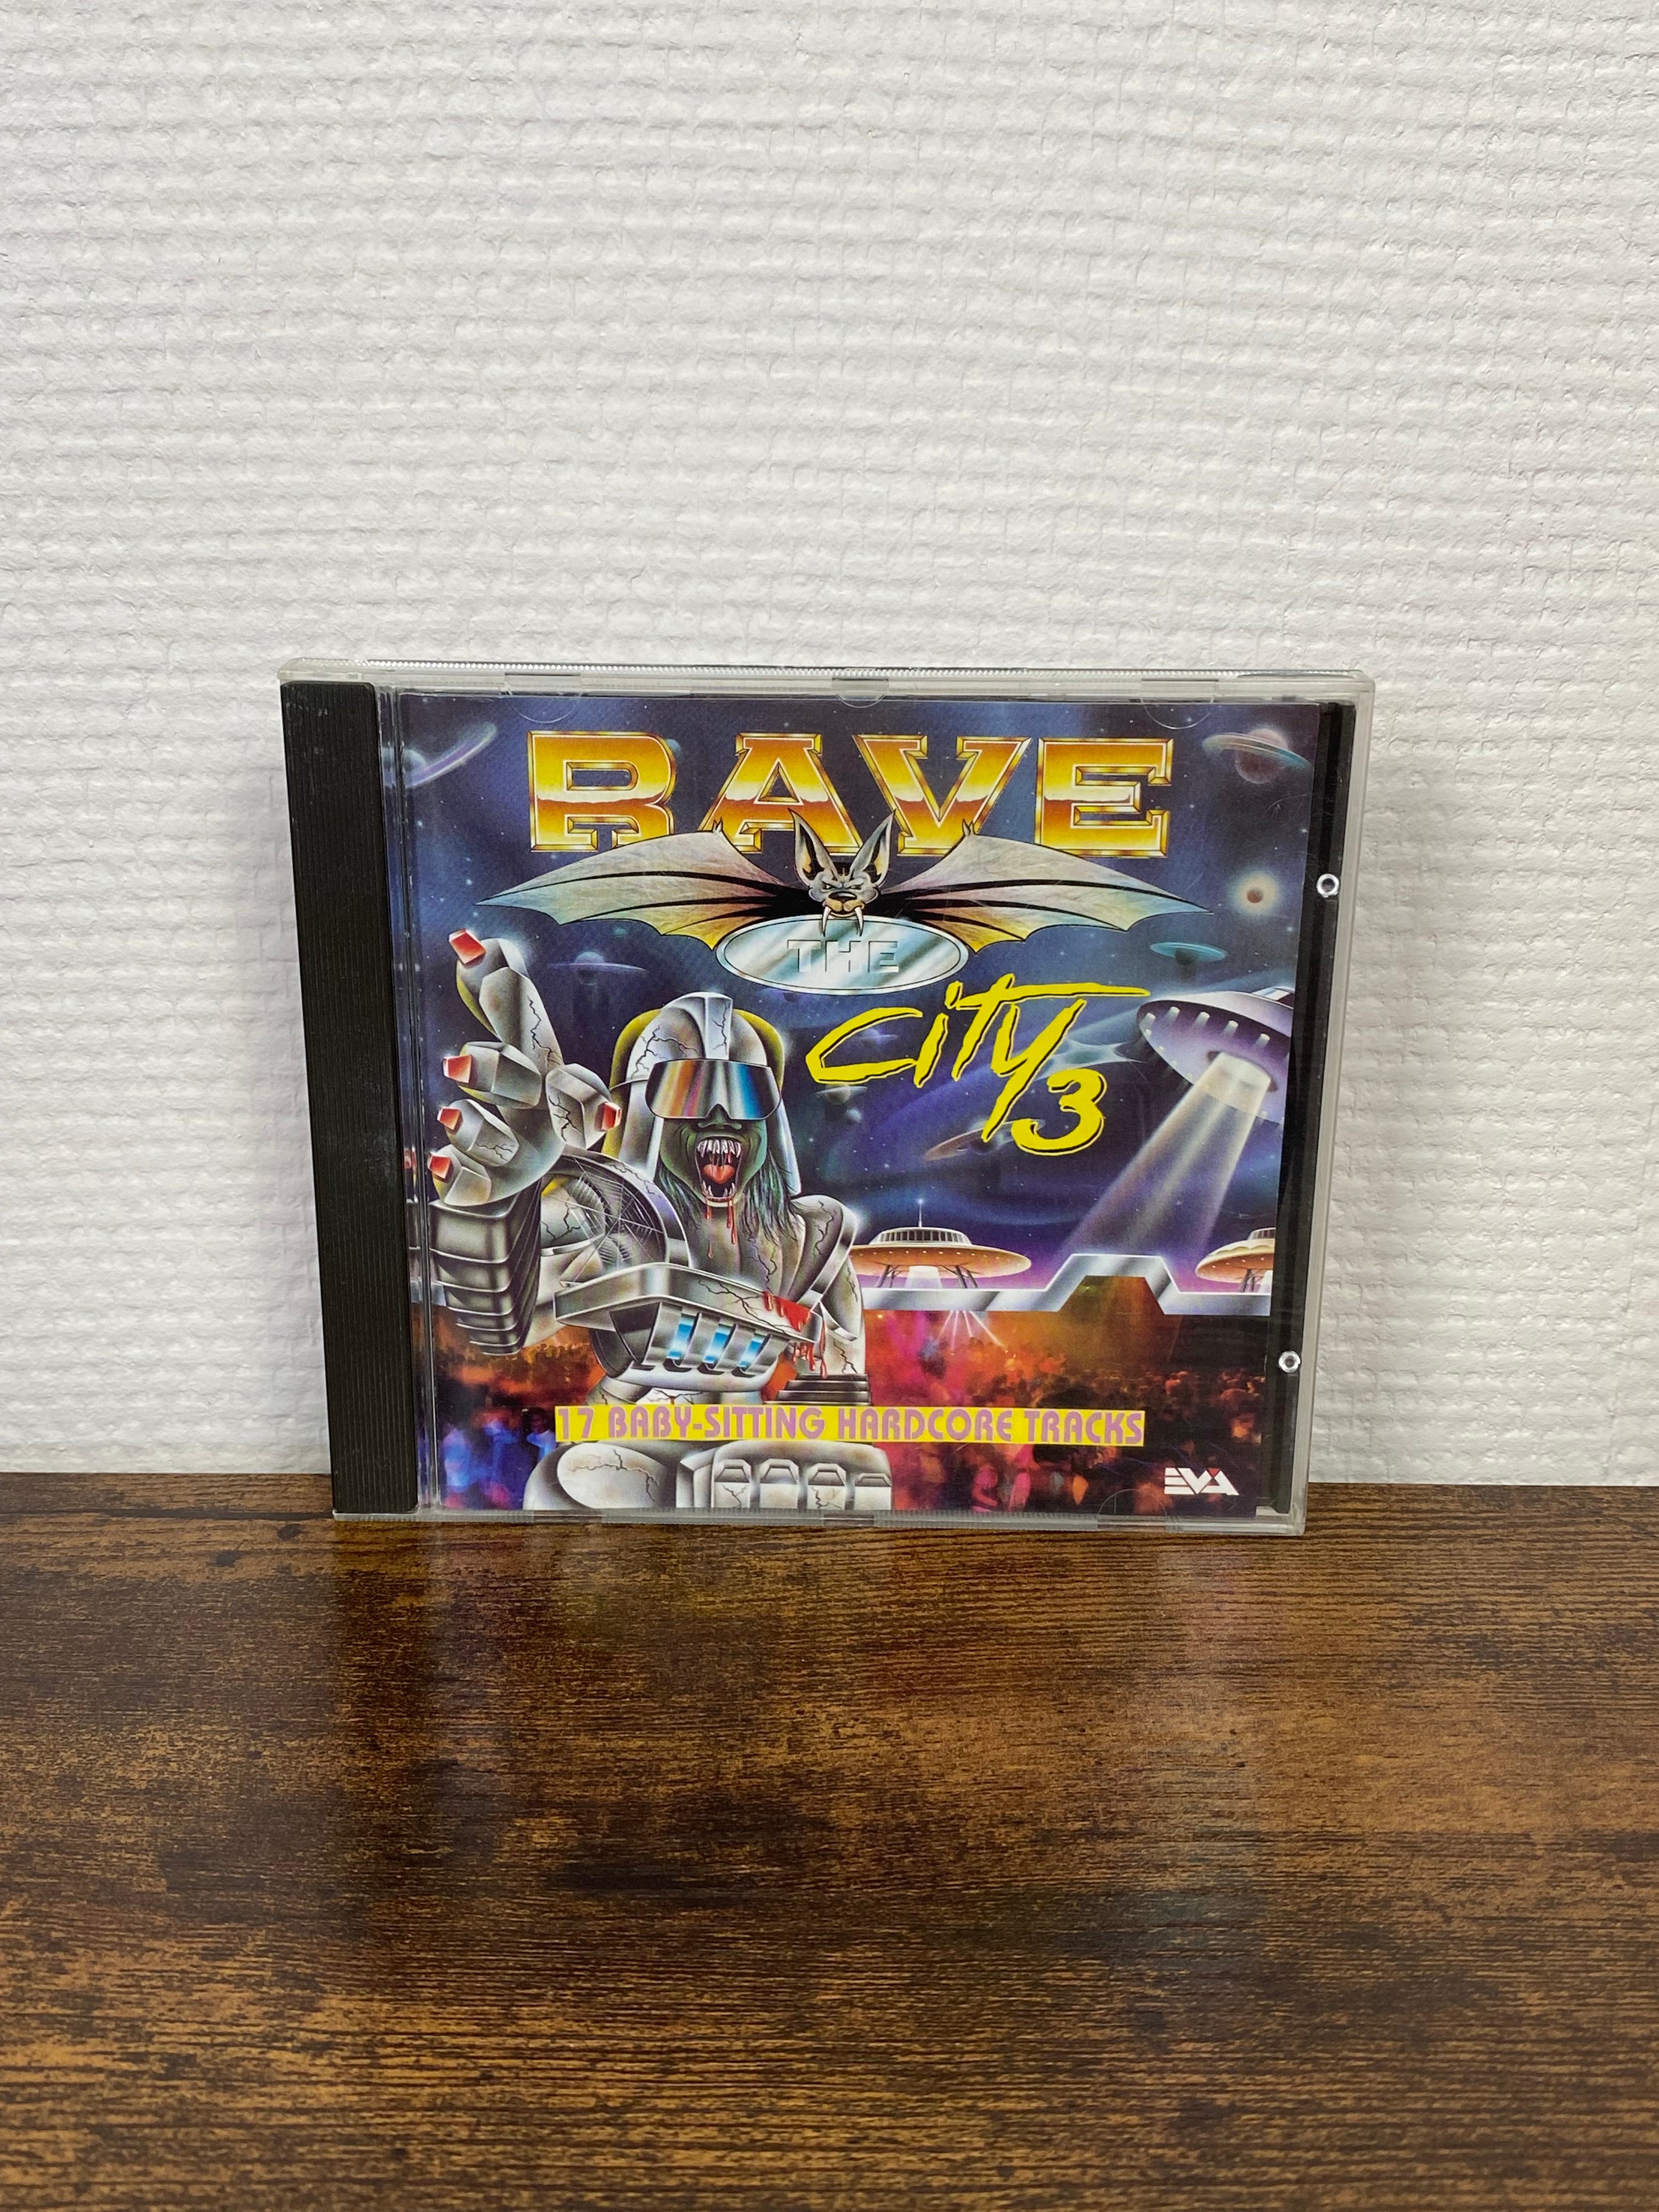 RAVE
THE
City 3
17 BABY-SITTING HARDCORE TRACKS
EVA